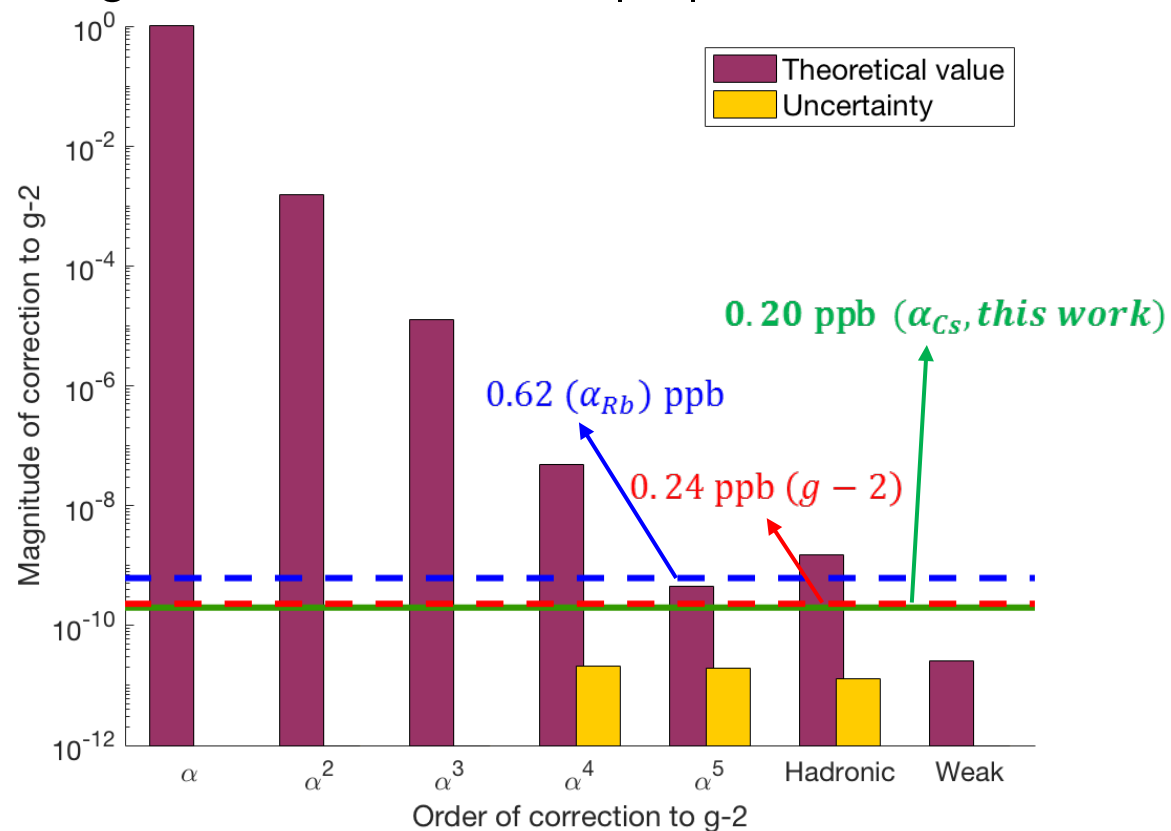 10^0
10^-2
10^-4
10^-6
10^-8
10^-10
10^-12
Magnitude of correction to g-2
Theoretical value
Uncertainty
0.20 ppb (α_Cs, this work)
0.62 (α_Rb) ppb
0.24 ppb (g − 2)
α α^2 α^3 α^4 α^5 Hadronic Weak
Order of correction to g-2